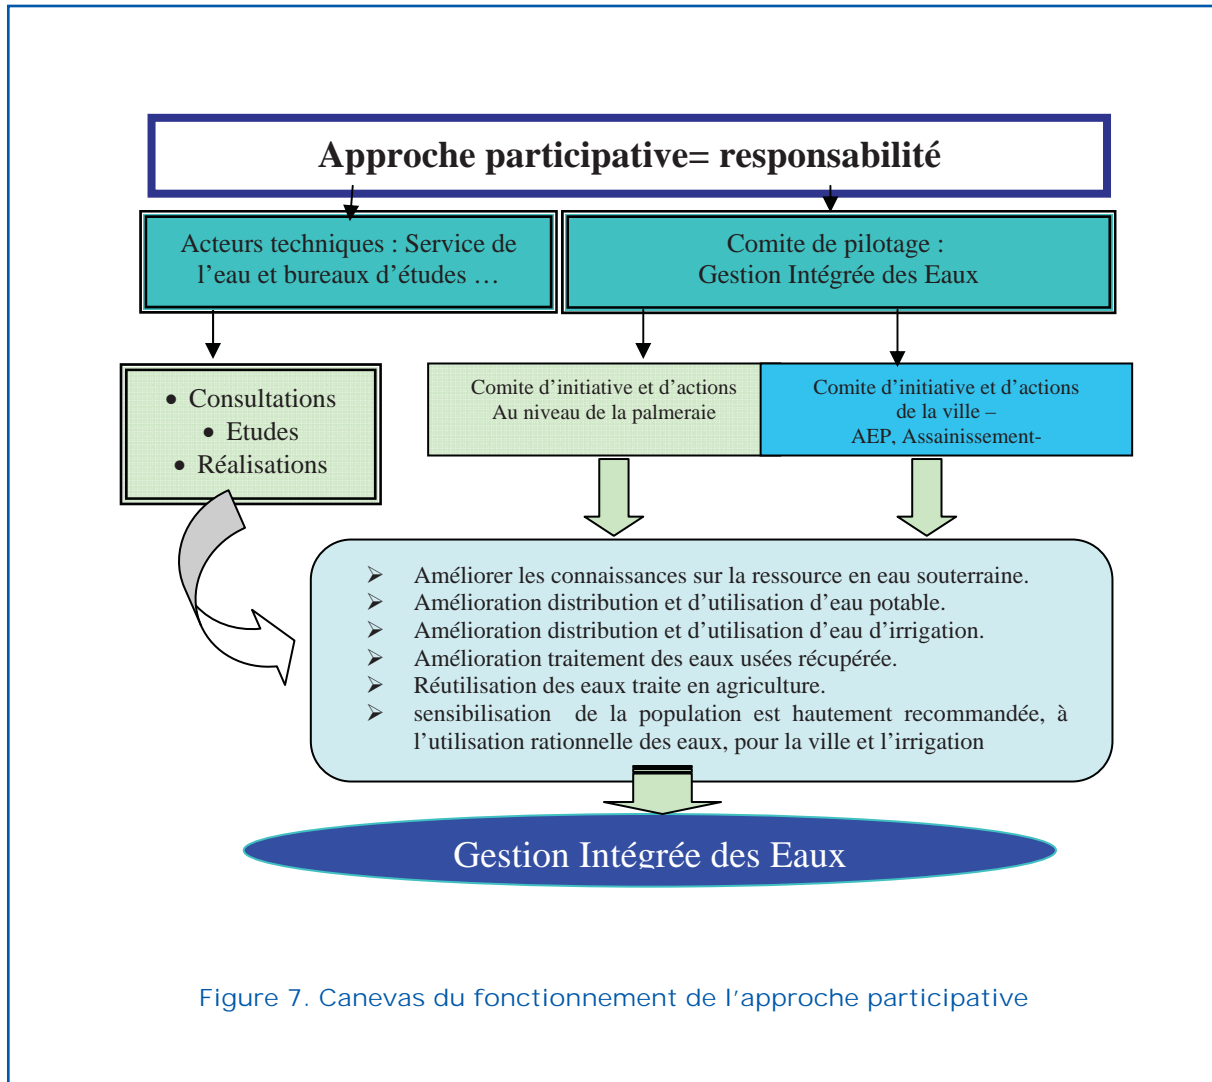 Approche participative= responsabilité
Acteurs techniques : Service de
l’eau et bureaux d’études …
Comite de pilotage :
Gestion Intégrée des Eaux
• Consultations
• Etudes
• Réalisations
Comite d’initiative et d’actions
Au niveau de la palmeraie
Comite d’initiative et d’actions
de la ville –
AEP, Assainissement-
➢ Améliorer les connaissances sur la ressource en eau souterraine.
➢ Amélioration distribution et d’utilisation d’eau potable.
➢ Amélioration distribution et d’utilisation d’eau d’irrigation.
➢ Amélioration traitement des eaux usées récupérée.
➢ Réutilisation des eaux traite en agriculture.
➢ sensibilisation de la population est hautement recommandée, à
l’utilisation rationnelle des eaux, pour la ville et l’irrigation
Gestion Intégrée des Eaux
Figure 7. Canevas du fonctionnement de l’approche participative